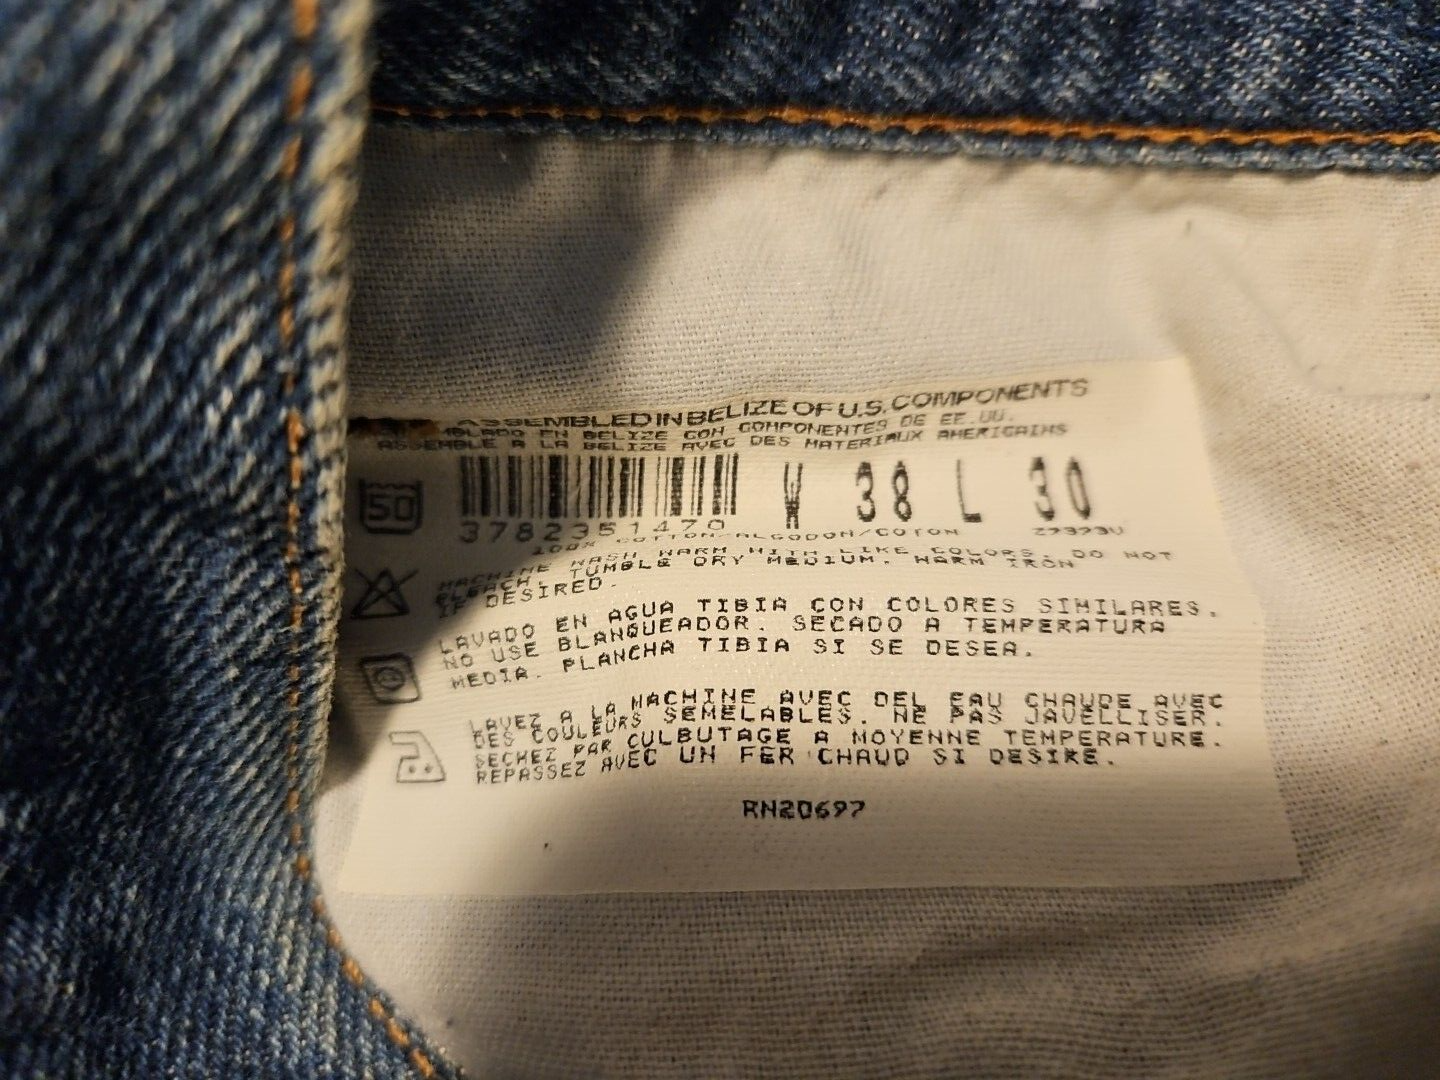 ASSEMBLED IN BELIZE OF U.S. COMPONENTS
EN BELIZE CON COMPONENTES DE EE.UU.
ASSEMBLE A LA BELIZE AVEC DES MATERIAUX AMERICAINS
W 38 L 30
50
3782351470
100% COTTON/ALGODON/COTON
MACHINE WASH WARM WITH LIKE COLORS. DO NOT
BLEACH. TUMBLE DRY MEDIUM. WARM IRON
IF DESIRED.
LAVADO EN AGUA TIBIA CON COLORES SIMILARES.
NO USE BLANQUEADOR. SECADO A TEMPERATURA
MEDIA. PLANCHA TIBIA SI SE DESEA.
LAVEZ A LA MACHINE AVEC DEL EAU CHAUDE AVEC
DES COULEURS SEMELABLES. NE PAS JAVELLISER.
SECHEZ PAR CULBUTAGE A MOYENNE TEMPERATURE.
REPASSEZ AVEC UN FER CHAUD SI DESIRE.
RN20697